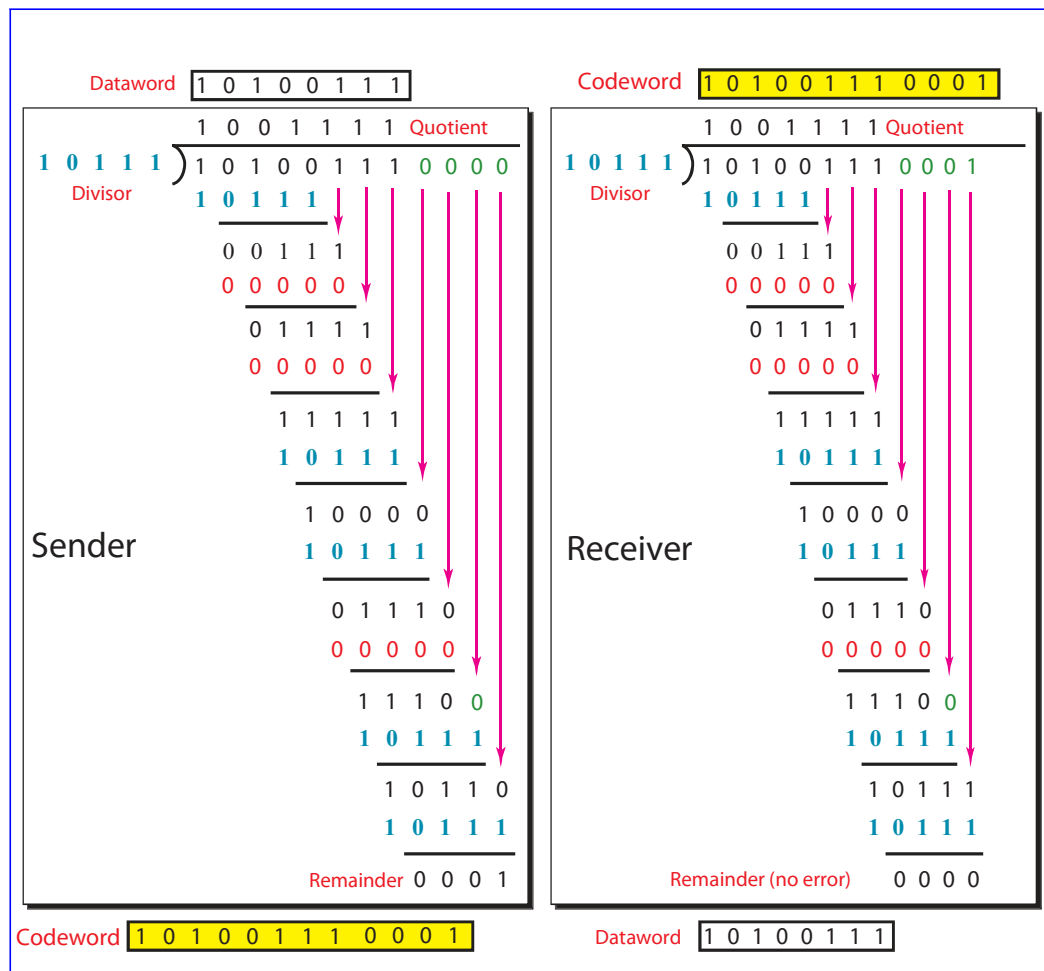 Dataword 1 0 1 0 0 1 1 1
1 0 0 1 1 1 1 Quotient
1 0 1 1 1 1 0 1 0 0 1 1 1 0 0 0 0
Divisor
1 0 1 1 1
0 0 1 1 1
0 0 0 0 0
0 1 1 1 1
0 0 0 0 0
1 1 1 1 1
1 0 1 1 1
1 0 0 0 0
Sender
1 0 1 1 1
0 1 1 1 0
0 0 0 0 0
1 1 1 0 0
1 0 1 1 1
1 0 1 1 0
1 0 1 1 1
Remainder 0 0 0 1
Codeword 1 0 1 0 0 1 1 1 0 0 0 1
Codeword 1 0 1 0 0 1 1 1 0 0 0 1
1 0 0 1 1 1 1 Quotient
1 0 1 1 1 1 0 1 0 0 1 1 1 0 0 0 1
Divisor
1 0 1 1 1
0 0 1 1 1
0 0 0 0 0
0 1 1 1 1
0 0 0 0 0
1 1 1 1 1
1 0 1 1 1
1 0 0 0 0
Receiver
1 0 1 1 1
0 1 1 1 0
0 0 0 0 0
1 1 1 0 0
1 0 1 1 1
1 0 1 1 1
1 0 1 1 1
Remainder (no error) 0 0 0 0
Dataword 1 0 1 0 0 1 1 1